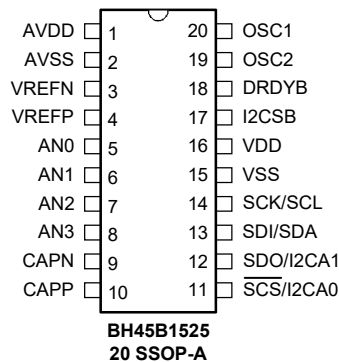 AVDD 1 20 OSC1
AVSS 2 19 OSC2
VREFN 3 18 DRDYB
VREFP 4 17 I2CSB
AN0 5 16 VDD
AN1 6 15 VSS
AN2 7 14 SCK/SCL
AN3 8 13 SDI/SDA
CAPN 9 12 SDO/I2CA1
CAPP 10 11 SCS/I2CA0
BH45B1525
20 SSOP-A